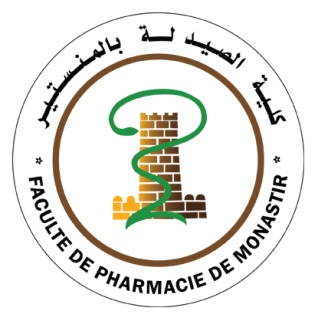 كلية الصيدلة بالمنستير
* FACULTE DE PHARMACIE DE MONASTIR *